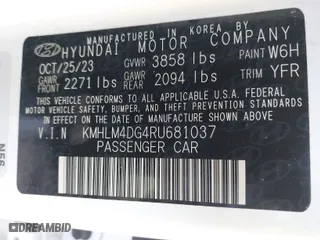 MANUFACTURED IN KOREA BY
HYUNDAI MOTOR COMPANY
OCT/25/23 GVWR 3858 lbs PAINT W6H
GAWR FRONT 2271 lbs GAWR REAR 2094 lbs TRIM YFR
THIS VEHICLE CONFORMS TO ALL APPLICABLE U.S.A. FEDERAL
MOTOR VEHICLE SAFETY, BUMPER, AND THEFT PREVENTION
STANDARDS IN EFFECT ON THE DATE OF MANUFACTURE SHOWN ABOVE.
V.I.N KMHLM4DG4RU681037
PASSENGER CAR
DREAMBID